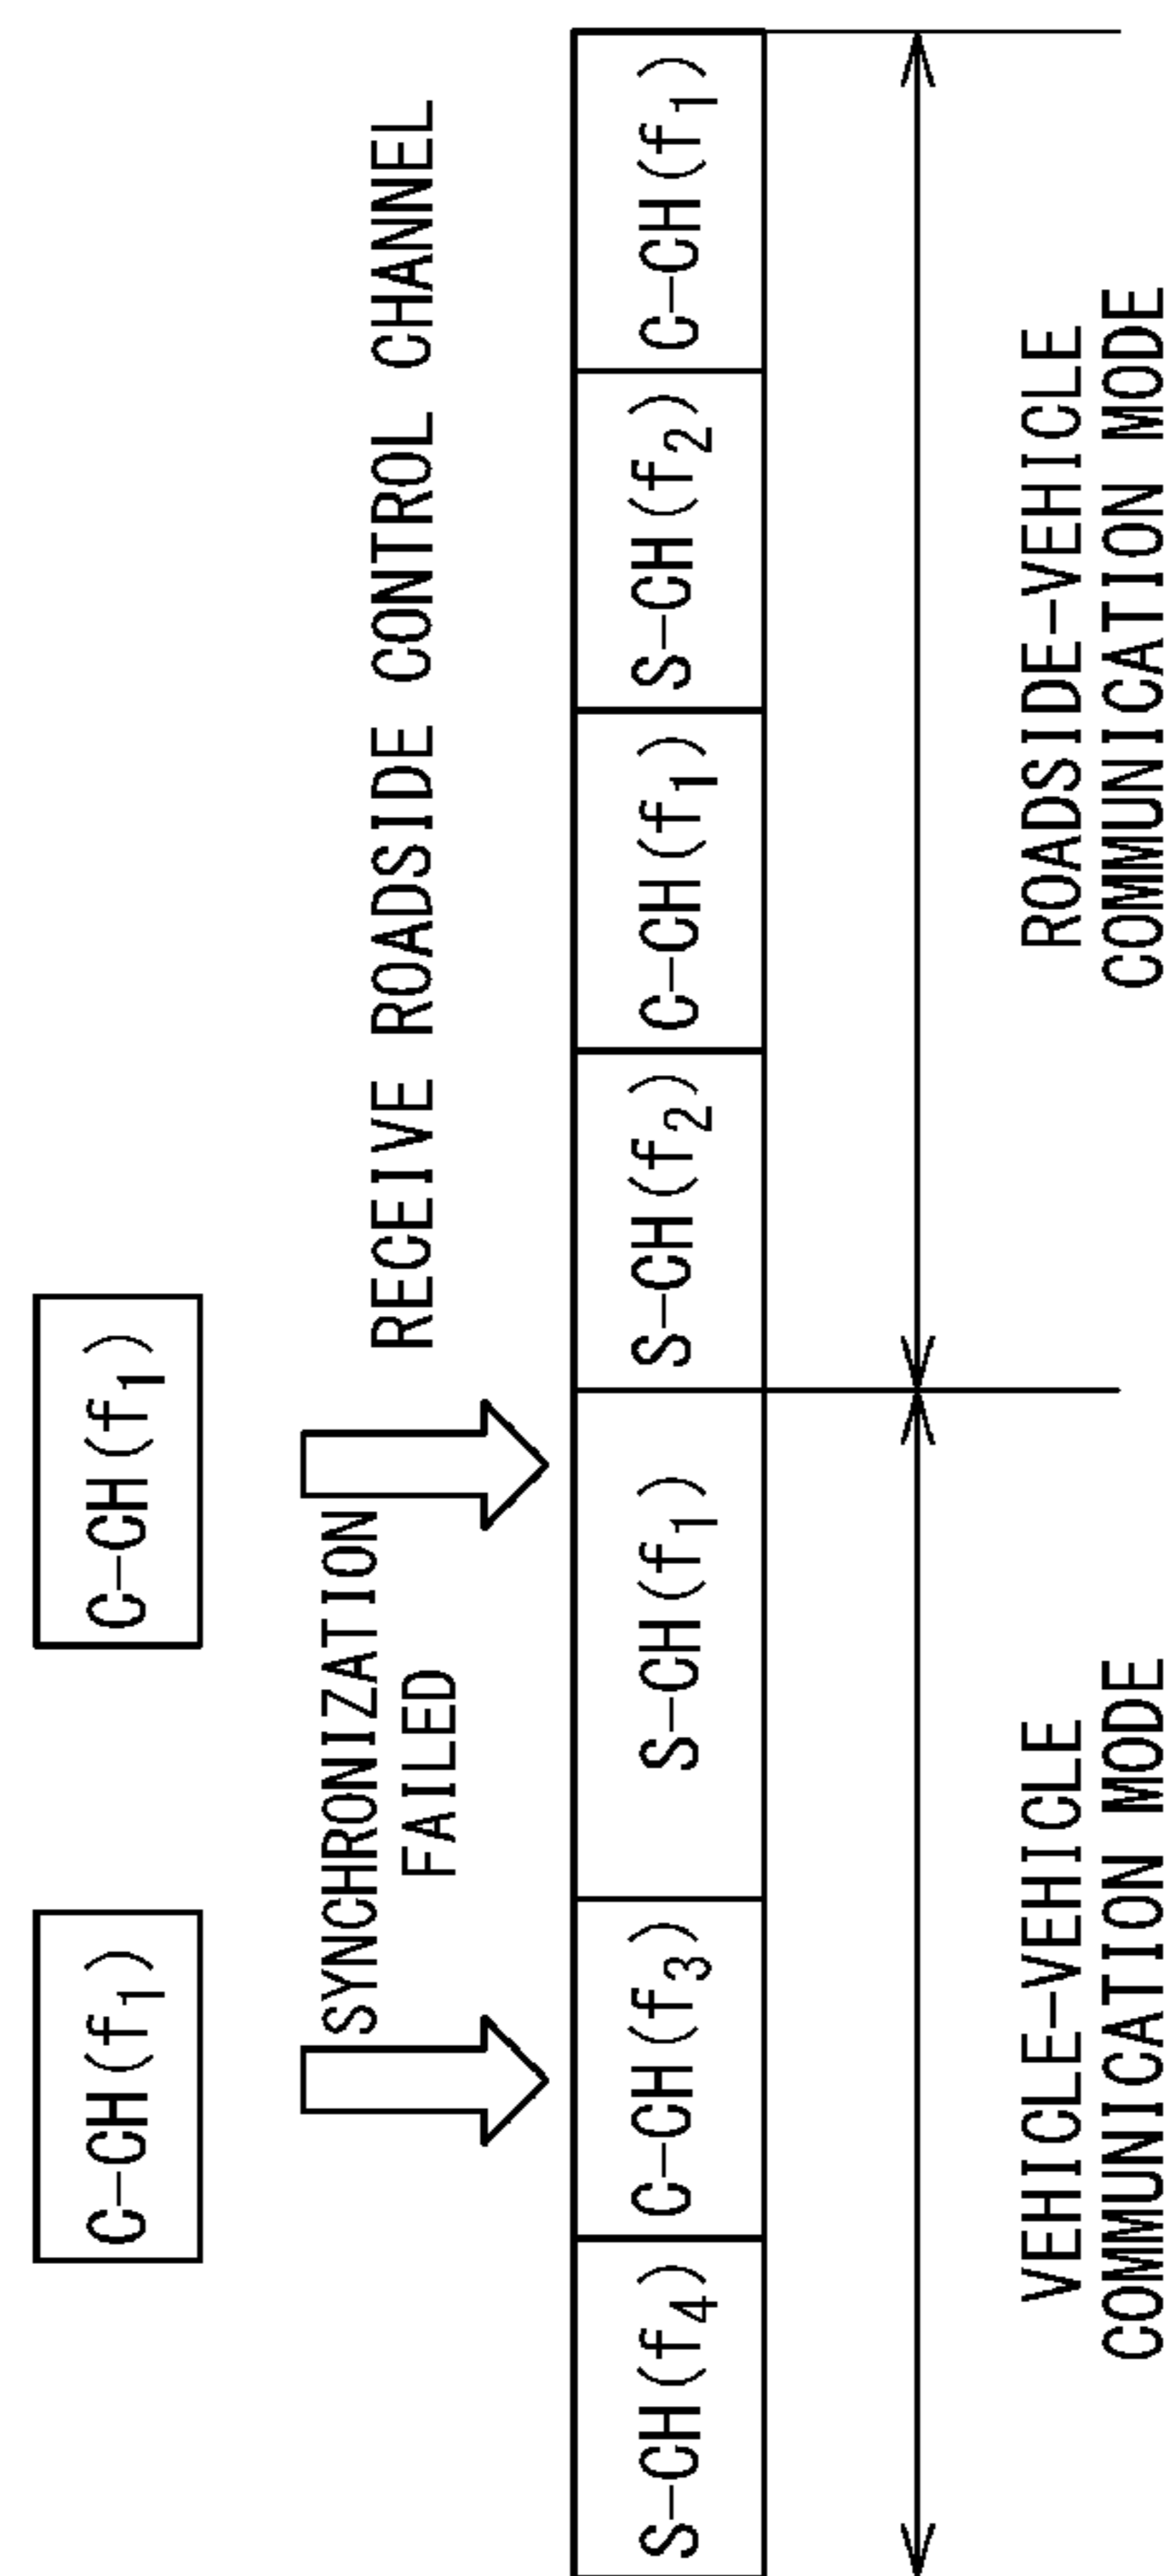 C-CH(f1)
C-CH(f1)
SYNCHRONIZATION
FAILED
RECEIVE ROADSIDE CONTROL CHANNEL
S-CH(f4)
C-CH(f3)
S-CH(f1)
S-CH(f2)
C-CH(f1)
S-CH(f2)
C-CH(f1)
VEHICLE-VEHICLE
COMMUNICATION MODE
ROADSIDE-VEHICLE
COMMUNICATION MODE